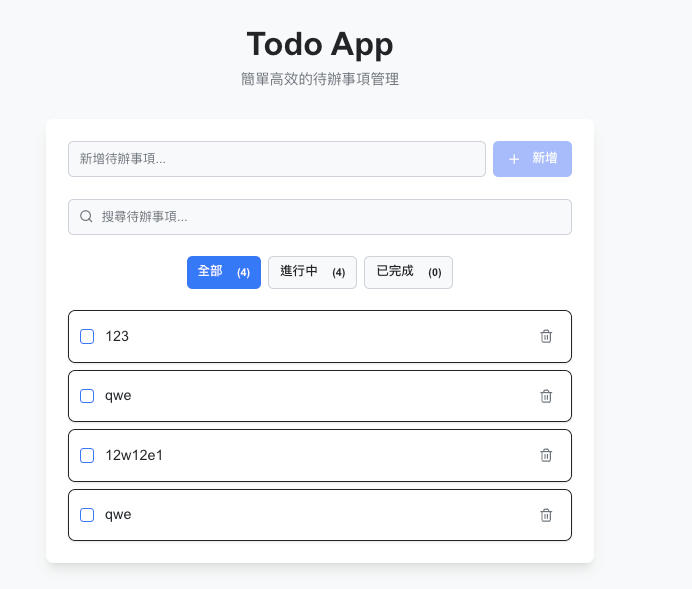 Todo App
簡單高效的待辦事項管理
新增待辦事項...
新增
搜尋待辦事項...
全部 (4) 進行中 (4) 已完成 (0)
123
qwe
12w12e1
qwe